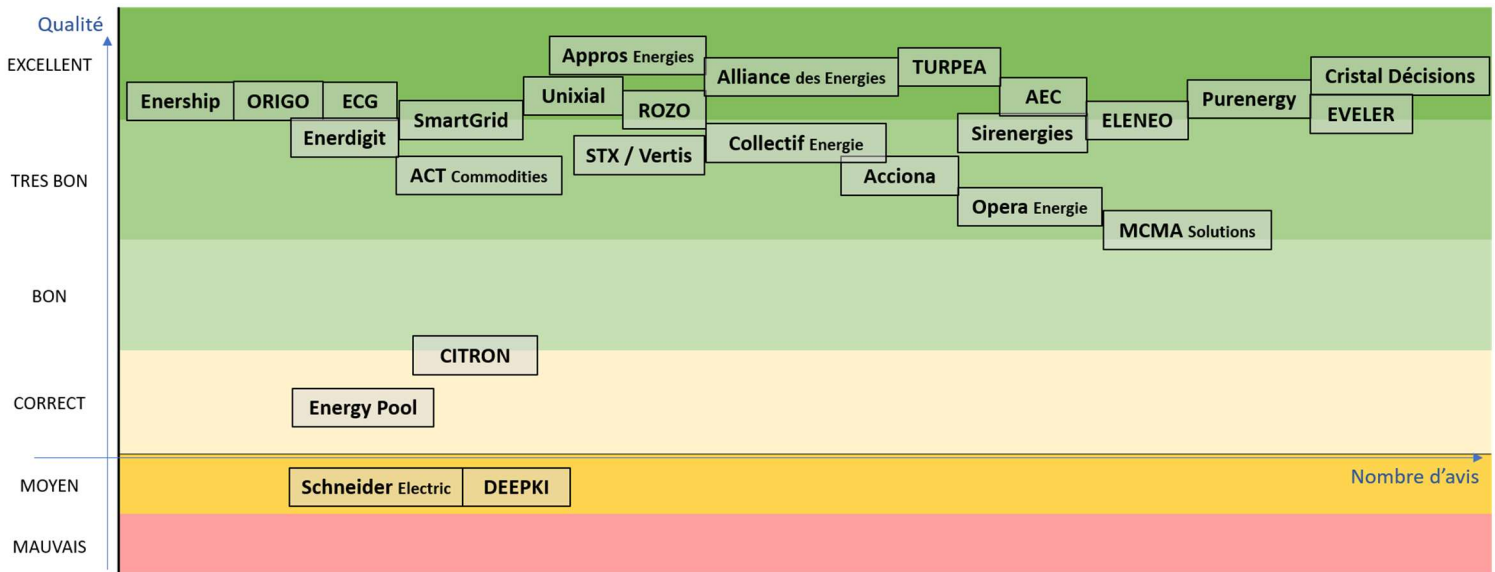 Qualité
EXCELLENT
Appros Energies
Alliance des Energies
TURPEA
Cristal Décisions
Enership
ORIGO
ECG
Unixial
AEC
Purenergy
SmartGrid
ROZO
ELENEO
EVELER
Enerdigit
Sirenergies
STX / Vertis
Collectif Energie
TRES BON
ACT Commodities
Acciona
Opera Energie
MCMA Solutions
BON
CITRON
CORRECT
Energy Pool
Nombre d'avis
MOYEN
Schneider Electric
DEEPKI
MAUVAIS